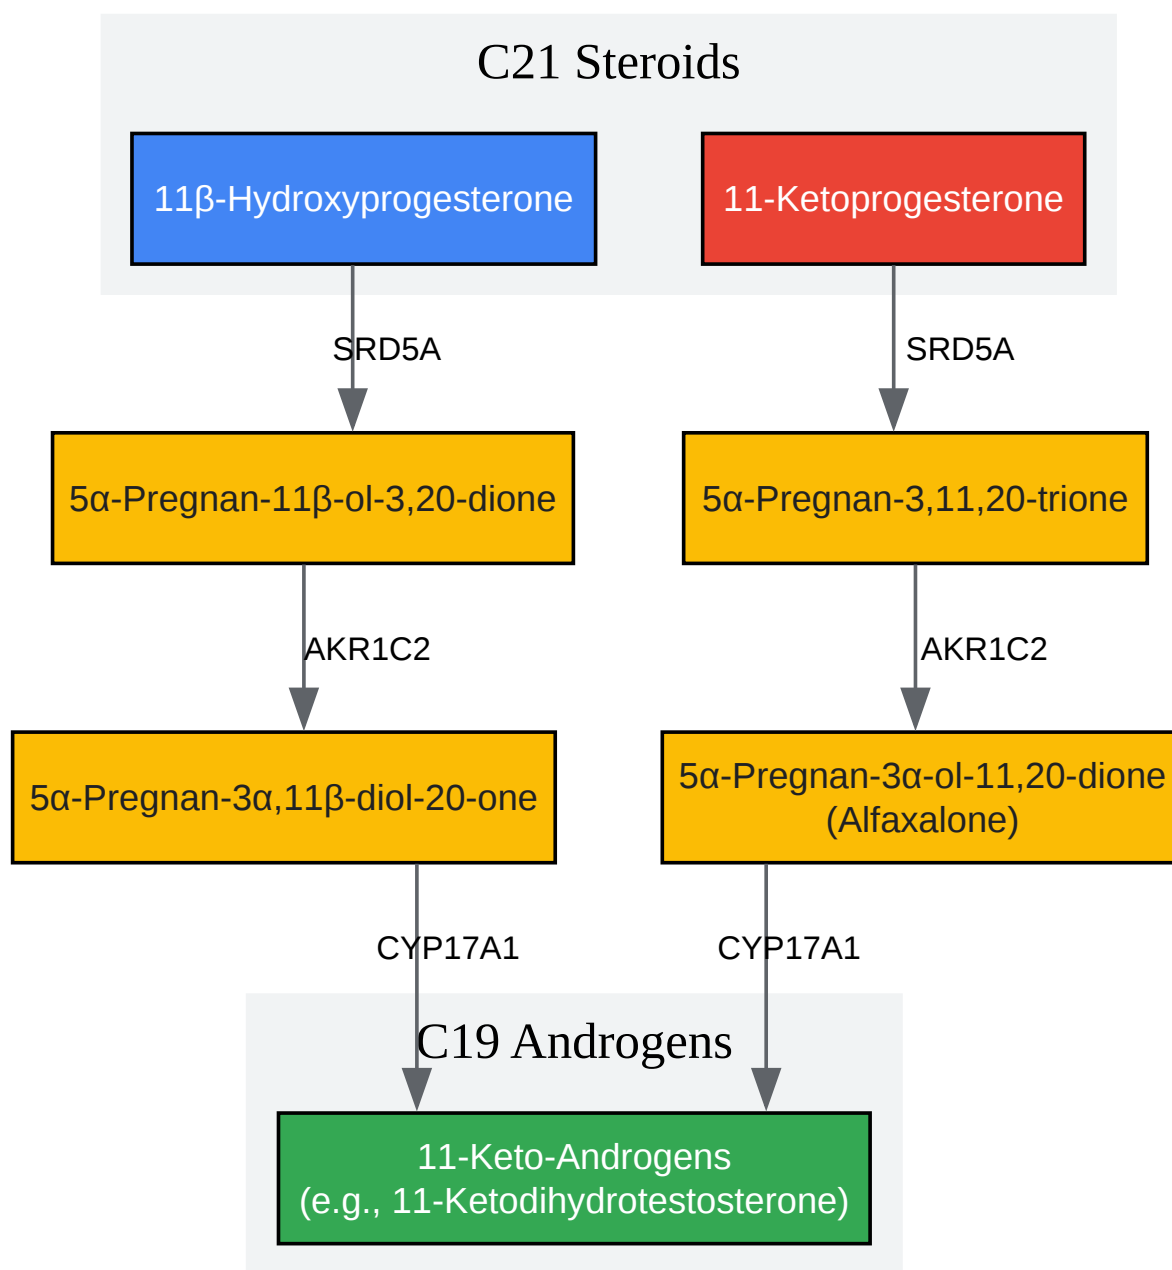 C21 Steroids
11β-Hydroxyprogesterone
11-Ketoprogesterone
SRD5A
SRD5A
5α-Pregnan-11β-ol-3,20-dione
5α-Pregnan-3,11,20-trione
AKR1C2
AKR1C2
5α-Pregnan-3α,11β-diol-20-one
5α-Pregnan-3α-ol-11,20-dione
(Alfaxalone)
CYP17A1
CYP17A1
C19 Androgens
11-Keto-Androgens
(e.g., 11-Ketodihydrotestosterone)